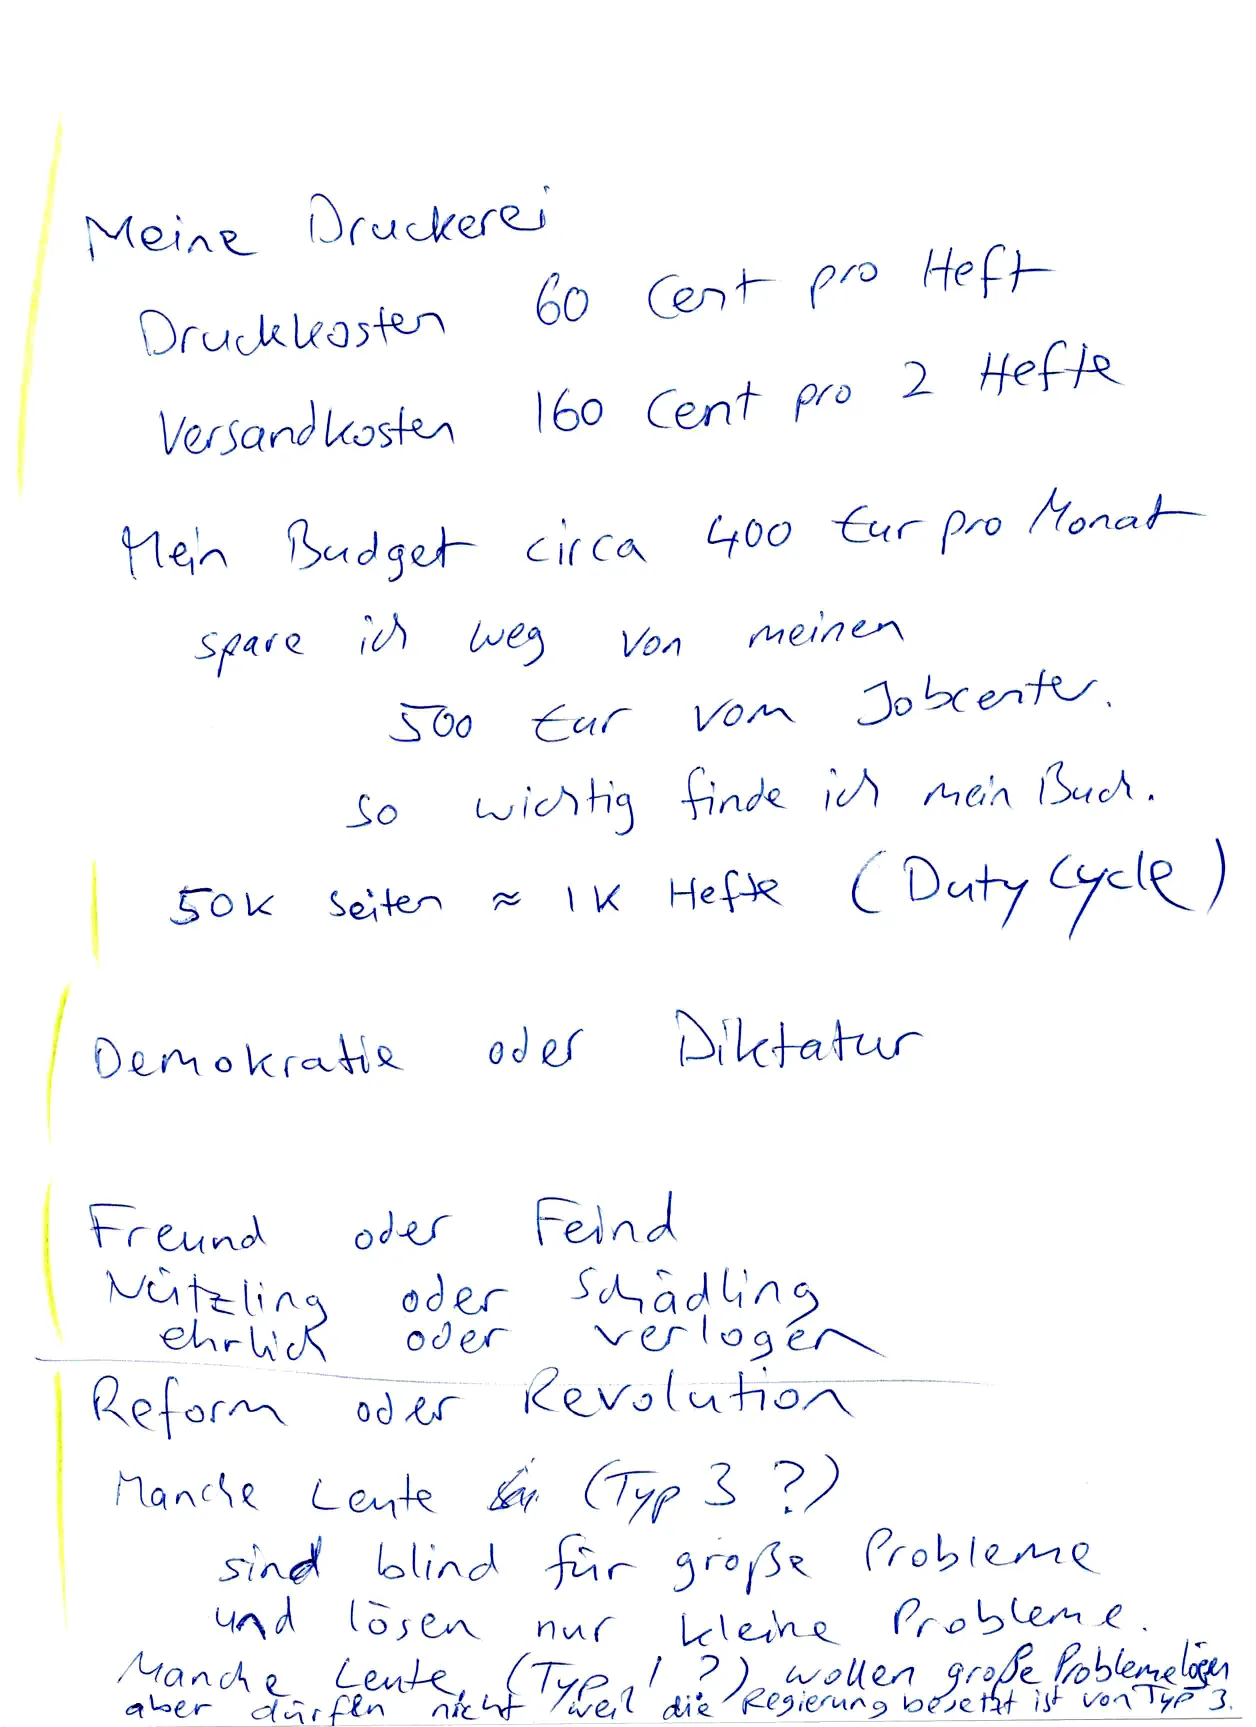 Meine Druckerei
Druckkosten 60 Cent pro Heft
Versandkosten 160 Cent pro 2 Hefte
Mein Budget circa 400 Eur pro Monat
spare ich weg von meinen
500 Eur vom Jobcenter.
so wichtig finde ich mein Buch.
50K Seiten ≈ 1K Hefte (Duty Cycle)
Demokratie oder Diktatur
Freund oder Feind
Nützling oder Schädling
ehrlich oder verlogen
Reform oder Revolution
Manche Leute (Typ 3 ?)
sind blind für große Probleme
und lösen nur kleine Probleme.
Manche Leute (Typ 1 ?) wollen große Probleme lösen
aber dürfen nicht weil die Regierung besetzt ist von Typ 3.